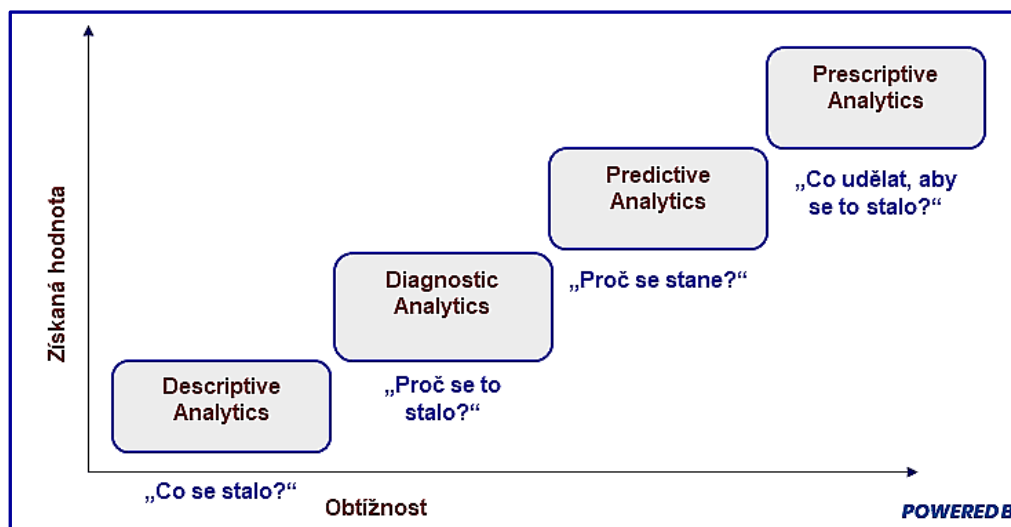 Prescriptive
Analytics
„Co udělat, aby
se to stalo?“
Predictive
Analytics
„Proč se stane?“
Diagnostic
Analytics
„Proč se to
stalo?“
Descriptive
Analytics
„Co se stalo?“
Získaná hodnota
Obtížnost
POWERED B